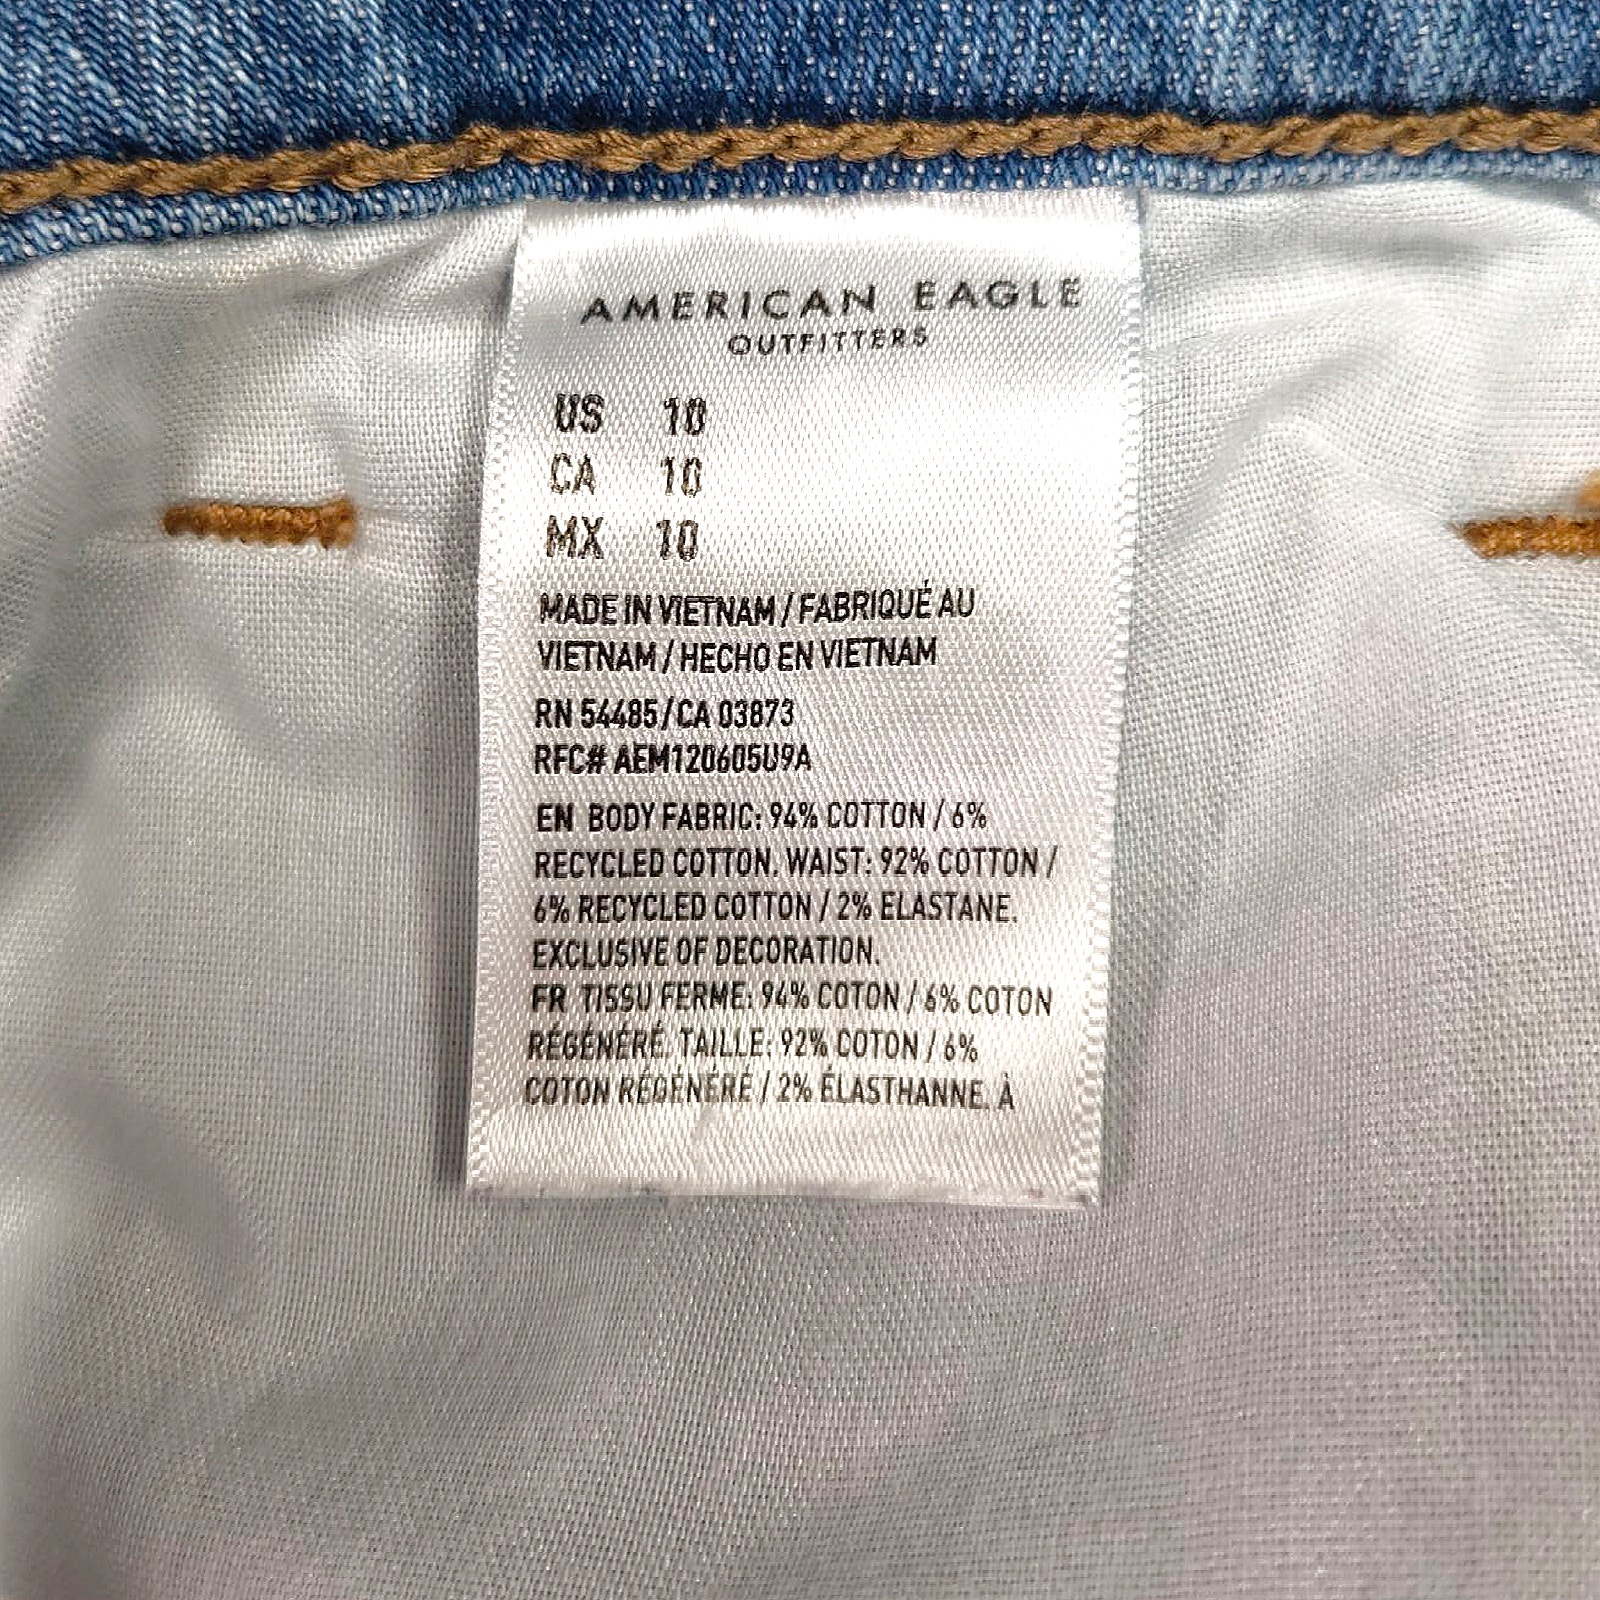 AMERICAN EAGLE
OUTFITTERS
US 10
CA 10
MX 10
MADE IN VIETNAM / FABRIQUÉ AU
VIETNAM / HECHO EN VIETNAM
RN 54485 / CA 03873
RFC# AEM120605U9A
EN BODY FABRIC: 94% COTTON / 6%
RECYCLED COTTON. WAIST: 92% COTTON /
6% RECYCLED COTTON / 2% ELASTANE.
EXCLUSIVE OF DECORATION.
FR TISSU FERME: 94% COTON / 6% COTON
RÉGÉNÉRÉ. TAILLE: 92% COTON / 6%
COTON RÉGÉNÉRÉ / 2% ÉLASTHANNE. À